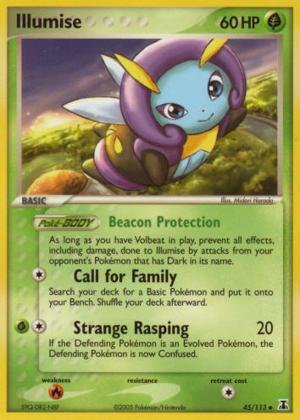 Illumise 60 HP
BASIC
Illus. Midori Harada
Poké-BODY Beacon Protection
As long as you have Volbeat in play, prevent all effects,
including damage, done to Illumise by attacks from your
opponent's Pokémon that has Dark in its name.
Call for Family
Search your deck for a Basic Pokémon and put it onto
your Bench. Shuffle your deck afterward.
Strange Rasping 20
If the Defending Pokémon is an Evolved Pokémon,
the Defending Pokémon is now Confused.
weakness resistance retreat cost
©2005 Pokémon/Nintendo 45/113